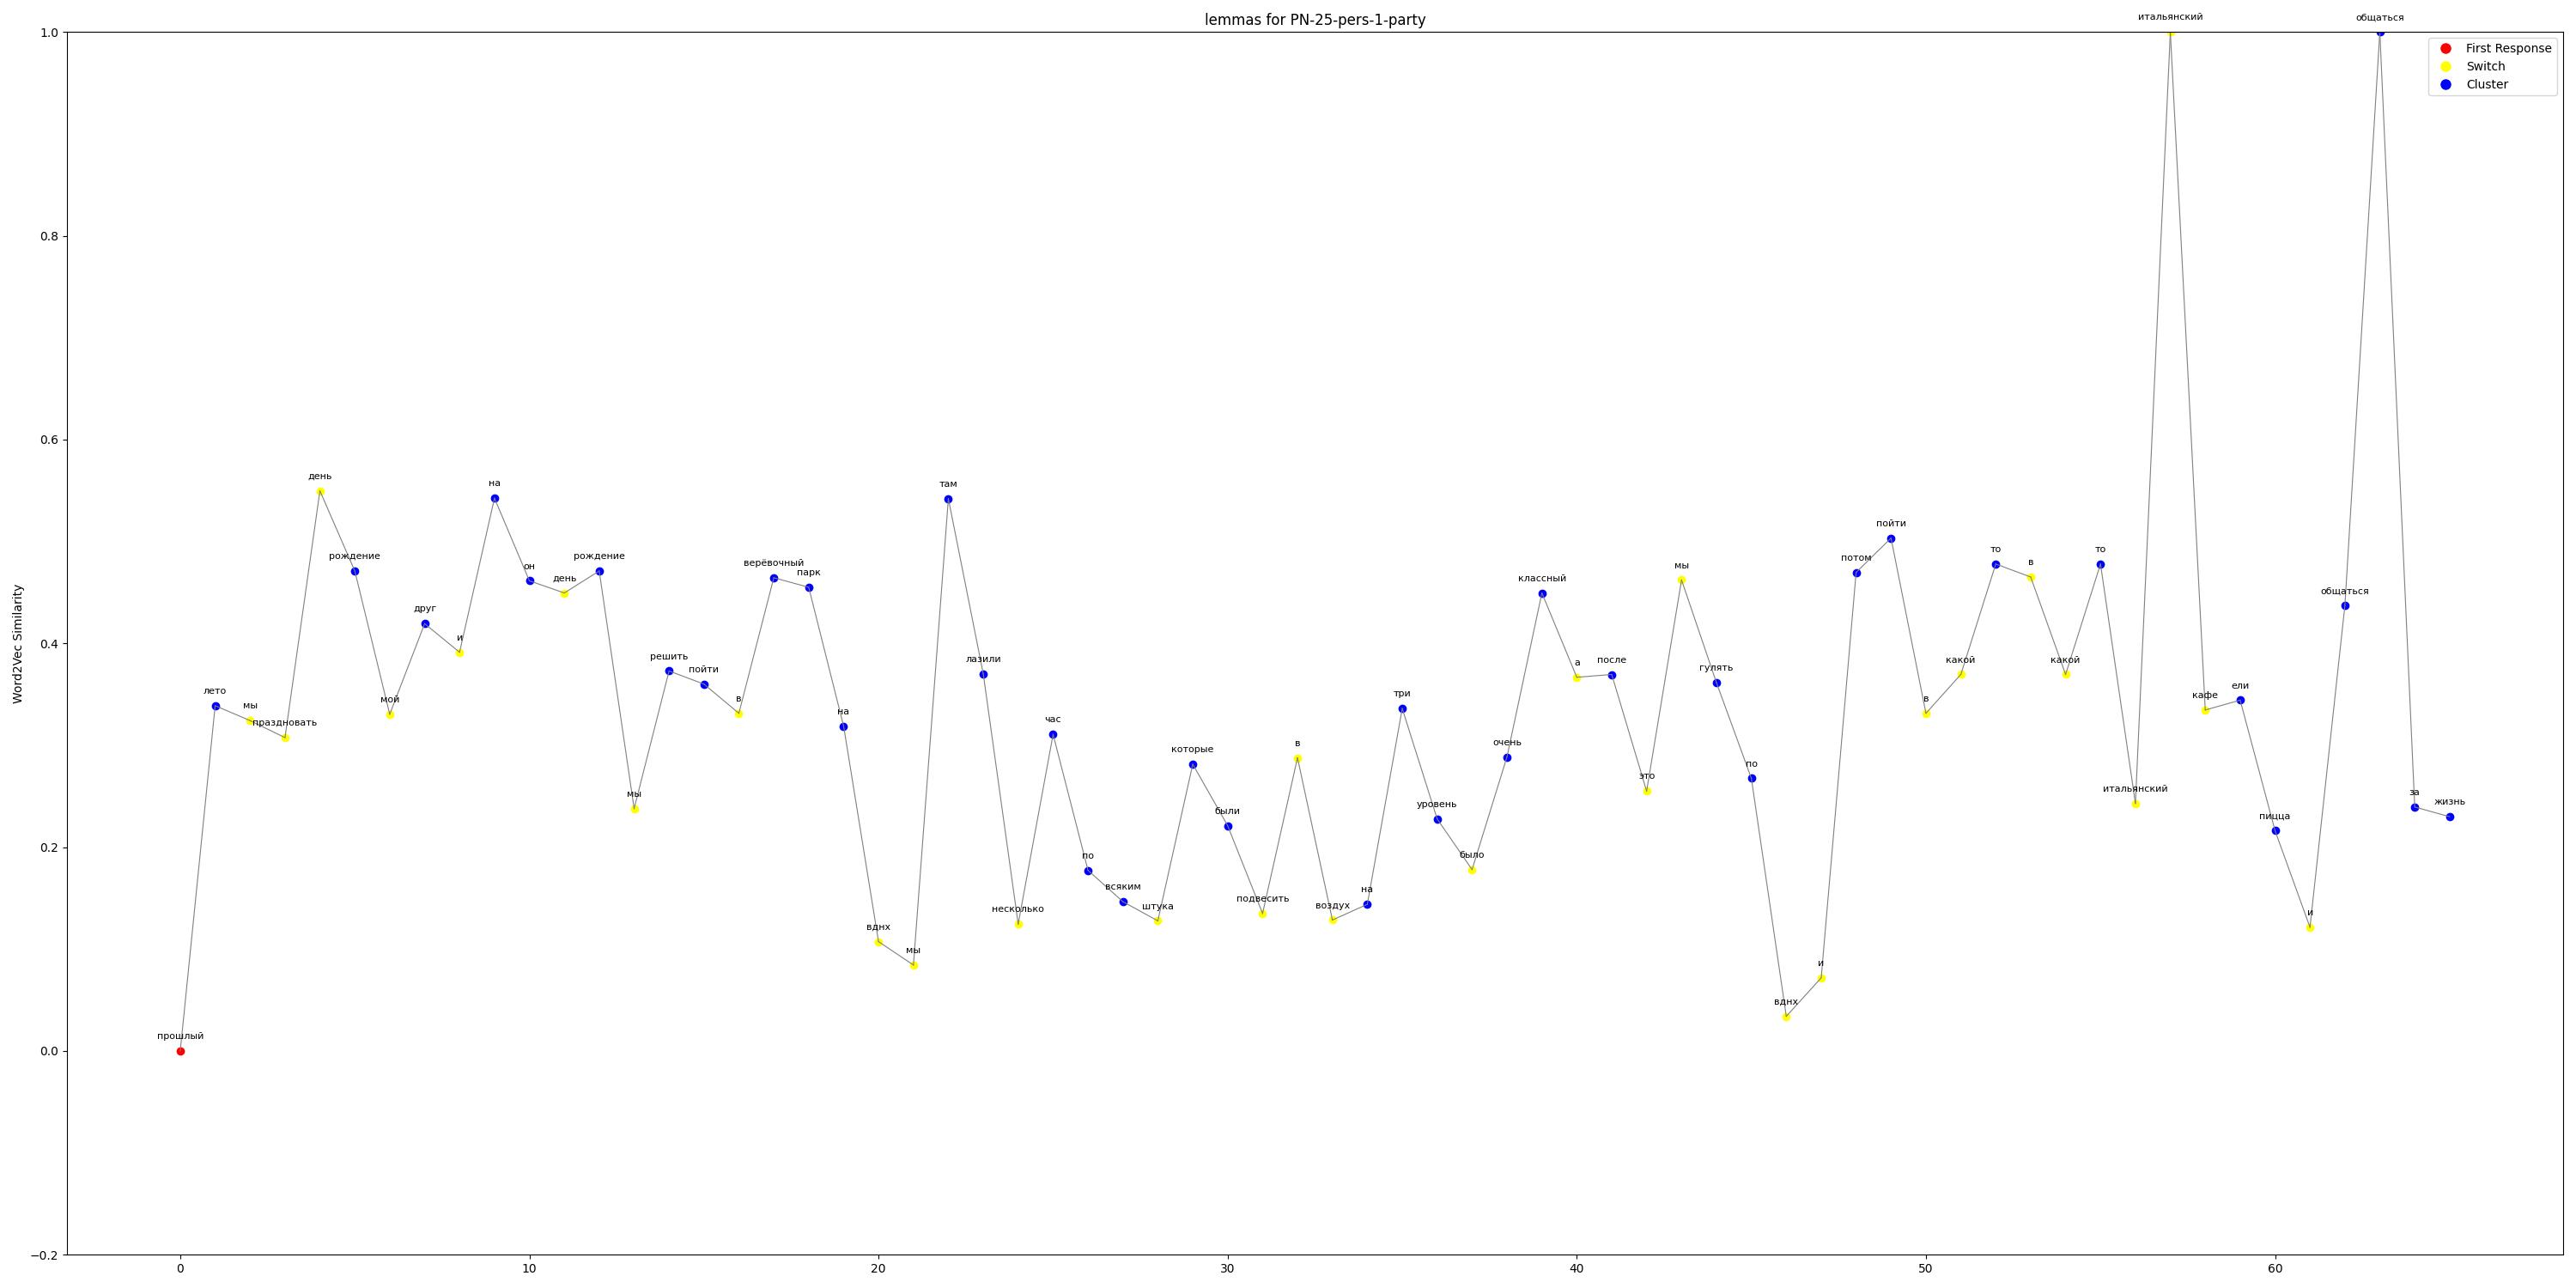 lemmas for PN-25-pers-1-party
Word2Vec Similarity
1.0
0.8
0.6
0.4
0.2
0.0
−0.2
0
10
20
30
40
50
60
First Response
Switch
Cluster
прошлый
лето
мы
праздновать
день
рождение
мой
друг
и
на
он
день
рождение
мы
решить
пойти
в
верёвочный
парк
на
вднх
мы
там
лазили
несколько
час
по
всяким
штука
которые
были
подвесить
в
воздух
на
три
уровень
было
очень
классный
а
после
это
мы
гулять
по
вднх
и
потом
пойти
в
какой
то
в
какой
то
итальянский
итальянский
кафе
ели
пицца
и
общаться
общаться
за
жизнь